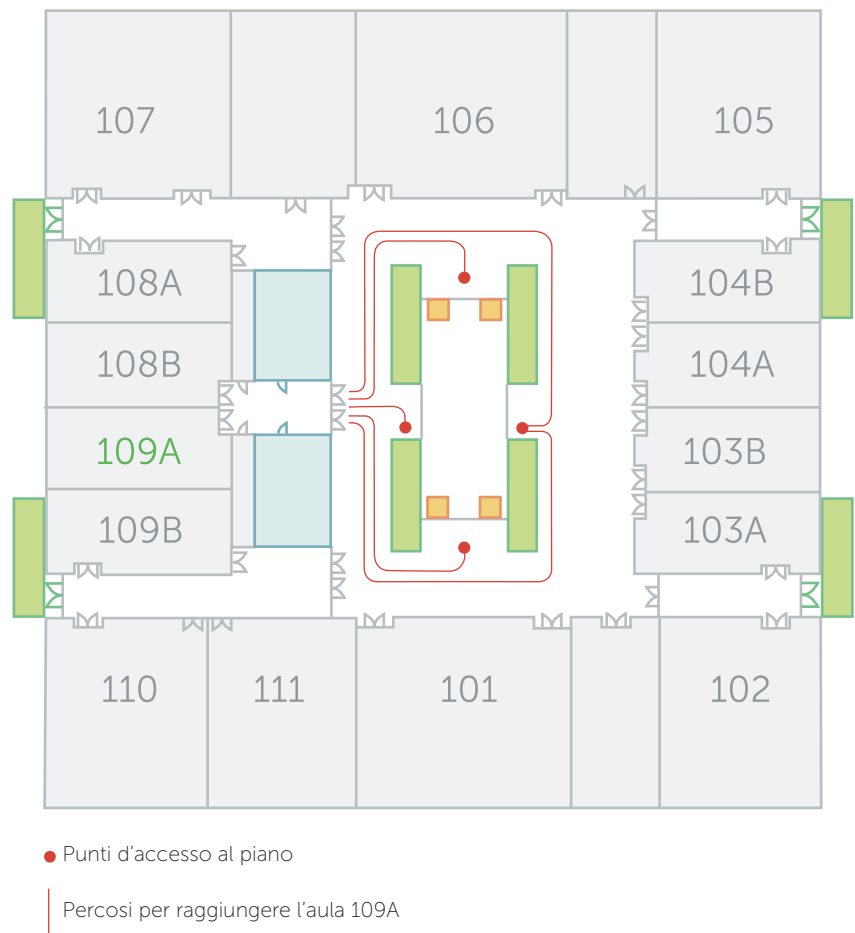 107
106
105
108A
104B
108B
104A
109A
103B
109B
103A
110
111
101
102
Punti d'accesso al piano
Percosi per raggiungere l'aula 109A